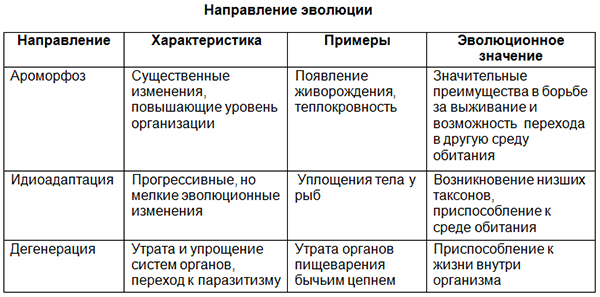 Направление эволюции
Направление
Характеристика
Примеры
Эволюционное
значение
Ароморфоз
Существенные
изменения,
повышающие уровень
организации
Появление
живорождения,
теплокровность
Значительные
преимущества в борьбе
за выживание и
возможность перехода
в другую среду
обитания
Идиоадаптация
Прогрессивные, но
мелкие эволюционные
изменения
Уплощения тела у
рыб
Возникновение низших
таксонов,
приспособление к
среде обитания
Дегенерация
Утрата и упрощение
систем органов,
переход к паразитизму
Утрата органов
пищеварения
бычьим цепнем
Приспособление к
жизни внутри
организма